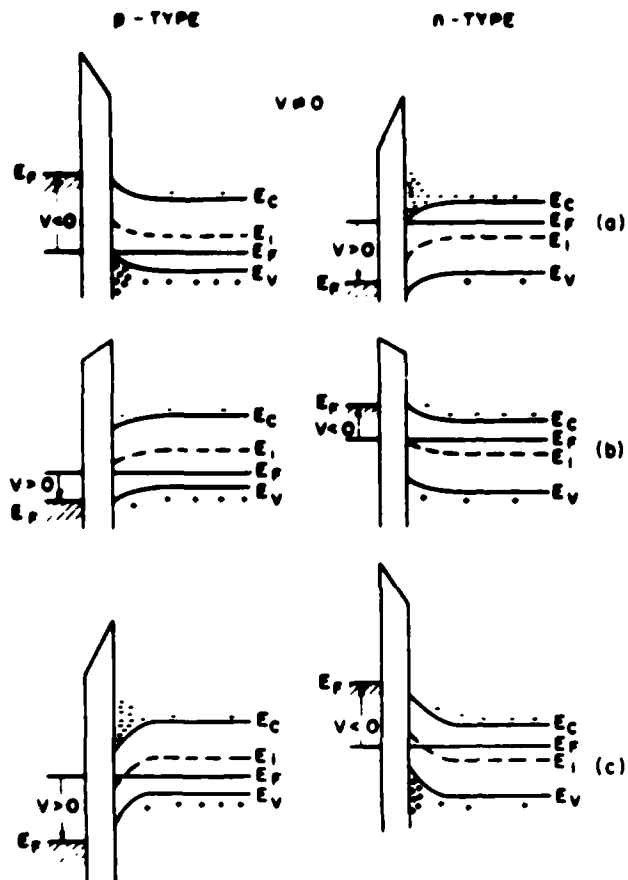 p - TYPE
n - TYPE
V ≠ 0
E_F
V<0
E_C
E_i
E_F
E_V
E_C
E_F
E_i
V>0
E_V
E_F
(a)
E_C
E_i
E_F
V>0
E_V
E_F
E_F
V<0
E_C
E_F
E_i
E_V
(b)
E_C
E_i
E_F
V>0
E_V
E_F
E_F
V<0
E_C
E_F
E_i
E_V
(c)